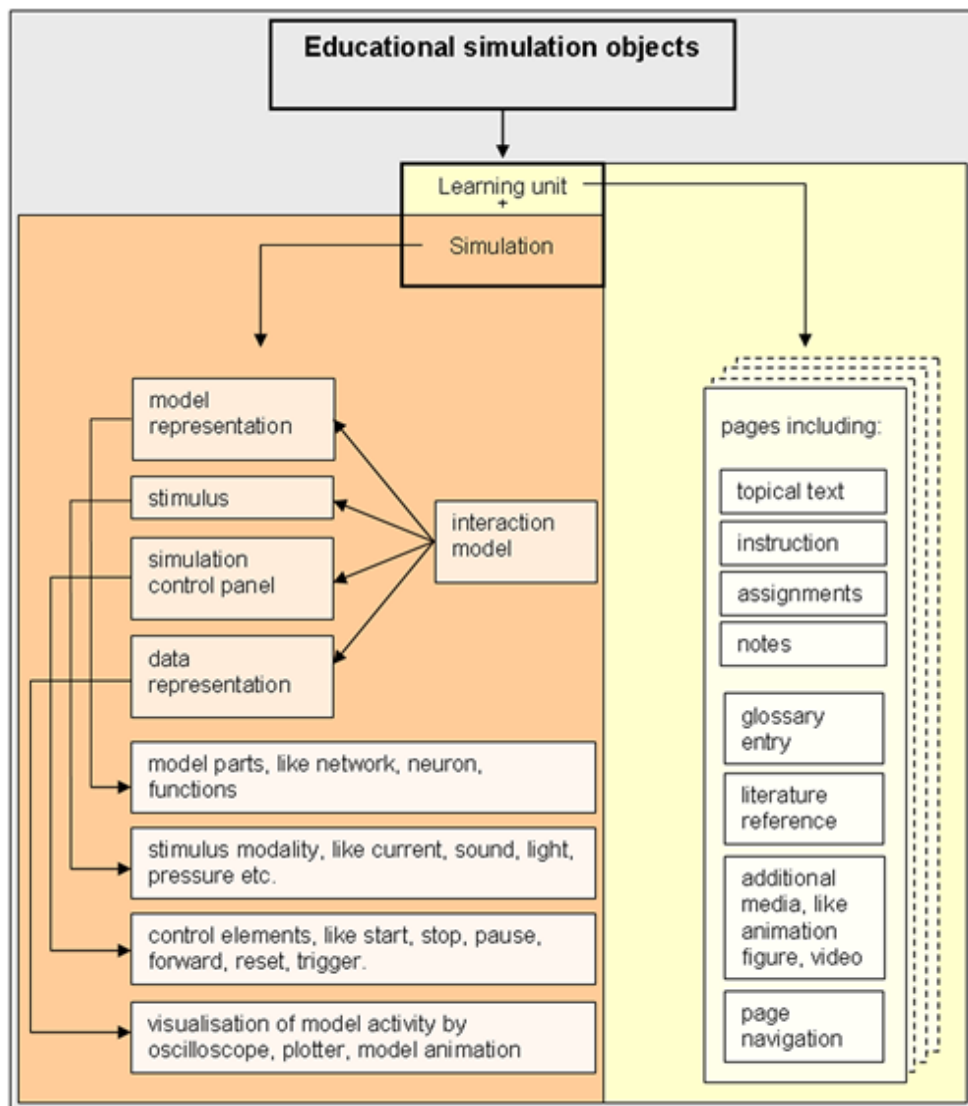 Educational simulation objects
Learning unit
+
Simulation
model
representation
stimulus
simulation
control panel
data
representation
interaction
model
model parts, like network, neuron,
functions
stimulus modality, like current, sound, light,
pressure etc.
control elements, like start, stop, pause,
forward, reset, trigger.
visualisation of model activity by
oscilloscope, plotter, model animation
pages including:
topical text
instruction
assignments
notes
glossary
entry
literature
reference
additional
media, like
animation
figure, video
page
navigation